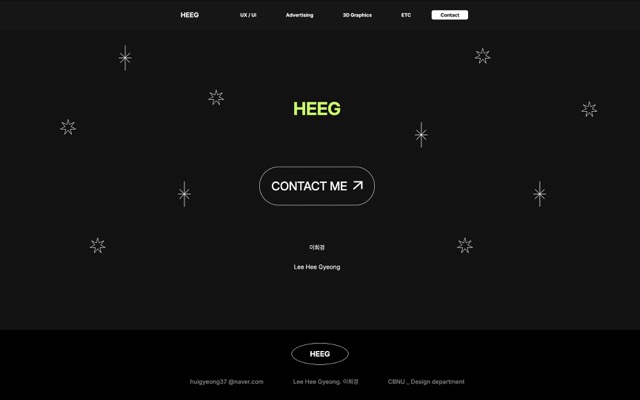 HEEG UX / UI Advertising 3D Graphics ETC Contact
HEEG
CONTACT ME
이희경
Lee Hee Gyeong
HEEG
huigyeong37 @naver.com Lee Hee Gyeong. 이희경 CBNU _ Design department